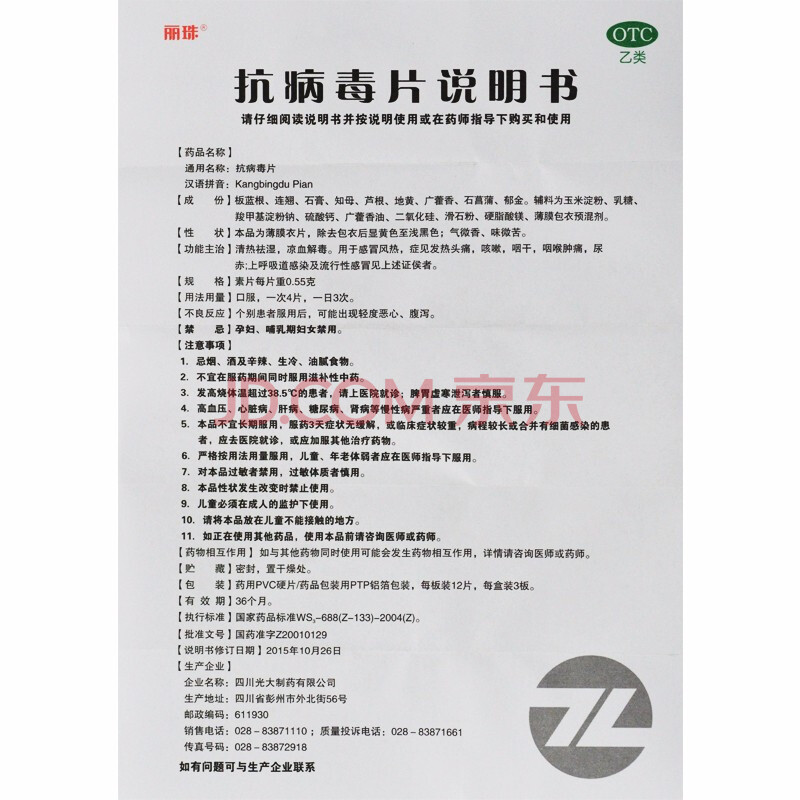 丽珠®
OTC
乙类
抗病毒片说明书
请仔细阅读说明书并按说明使用或在药师指导下购买和使用
【药品名称】
通用名称：抗病毒片
汉语拼音：Kangbingdu Pian
【成 份】板蓝根、连翘、石膏、知母、芦根、地黄、广藿香、石菖蒲、郁金。辅料为玉米淀粉、乳糖、
羧甲基淀粉钠、硫酸钙、广藿香油、二氧化硅、滑石粉、硬脂酸镁、薄膜包衣预混剂。
【性 状】本品为薄膜衣片，除去包衣后显黄色至浅黑色；气微香、味微苦。
【功能主治】清热祛湿，凉血解毒。用于感冒风热，症见发热头痛，咳嗽，咽干，咽喉肿痛，尿
赤;上呼吸道感染及流行性感冒见上述证侯者。
【规 格】素片每片重0.55克
【用法用量】口服，一次4片，一日3次。
【不良反应】个别患者服用后，可能出现轻度恶心、腹泻。
【禁 忌】孕妇、哺乳期妇女禁用。
【注意事项】
1. 忌烟、酒及辛辣、生冷、油腻食物。
2. 不宜在服药期间同时服用滋补性中药。
3. 发高烧体温超过38.5℃的患者，请上医院就诊；脾胃虚寒泄泻者慎服。
4. 高血压、心脏病、肝病、糖尿病、肾病等慢性病严重者应在医师指导下服用。
5. 本品不宜长期服用，服药3天症状无缓解，或临床症状较重，病程较长或合并有细菌感染的患
者，应去医院就诊，或应加服其他治疗药物。
6. 严格按用法用量服用，儿童、年老体弱者应在医师指导下服用。
7. 对本品过敏者禁用，过敏体质者慎用。
8. 本品性状发生改变时禁止使用。
9. 儿童必须在成人的监护下使用。
10. 请将本品放在儿童不能接触的地方。
11. 如正在使用其他药品，使用本品前请咨询医师或药师。
【药物相互作用】如与其他药物同时使用可能会发生药物相互作用，详情请咨询医师或药师。
【贮 藏】密封，置干燥处。
【包 装】药用PVC硬片/药品包装用PTP铝箔包装，每板装12片，每盒装3板。
【有 效 期】36个月。
【执行标准】国家药品标准WS₃-688(Z-133)-2004(Z)。
【批准文号】国药准字Z20010129
【说明书修订日期】2015年10月26日
【生产企业】
企业名称：四川光大制药有限公司
生产地址：四川省彭州市外北街56号
邮政编码：611930
销售电话：028－83871110；质量投诉电话：028－83871661
传真号码：028－83872918
如有问题可与生产企业联系
JD.COM 京东